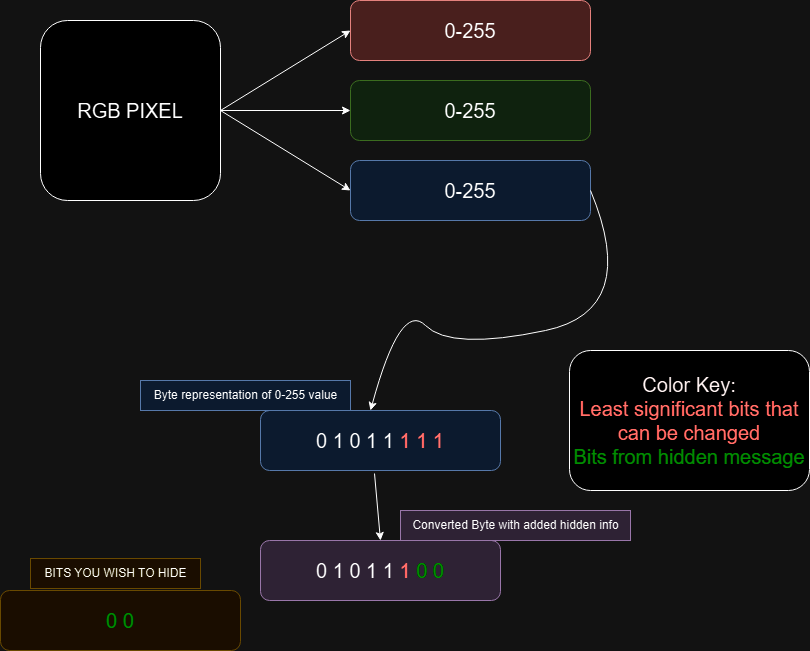 RGB PIXEL
0-255
0-255
0-255
Color Key:
Least significant bits that
can be changed
Bits from hidden message
Byte representation of 0-255 value
0 1 0 1 1 1 1 1
Converted Byte with added hidden info
0 1 0 1 1 1 0 0
BITS YOU WISH TO HIDE
0 0